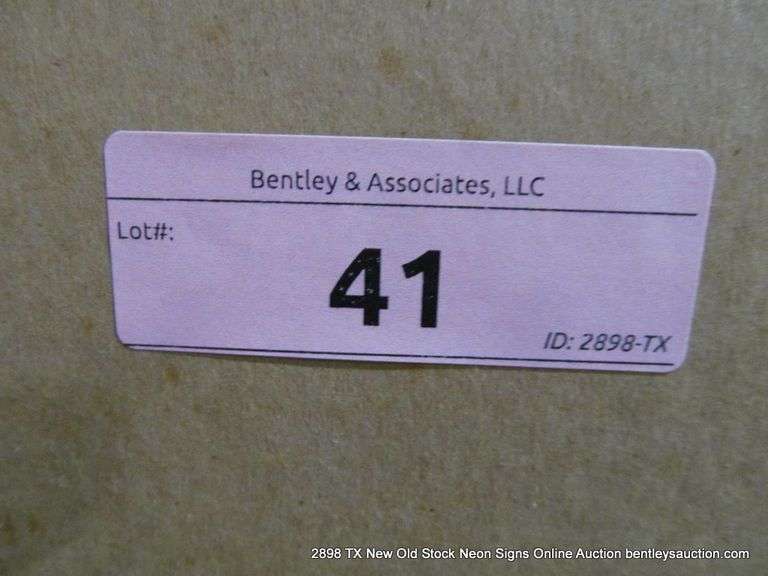 Bentley & Associates, LLC
Lot#:
41
ID: 2898-TX
2898 TX New Old Stock Neon Signs Online Auction bentleysauction.com